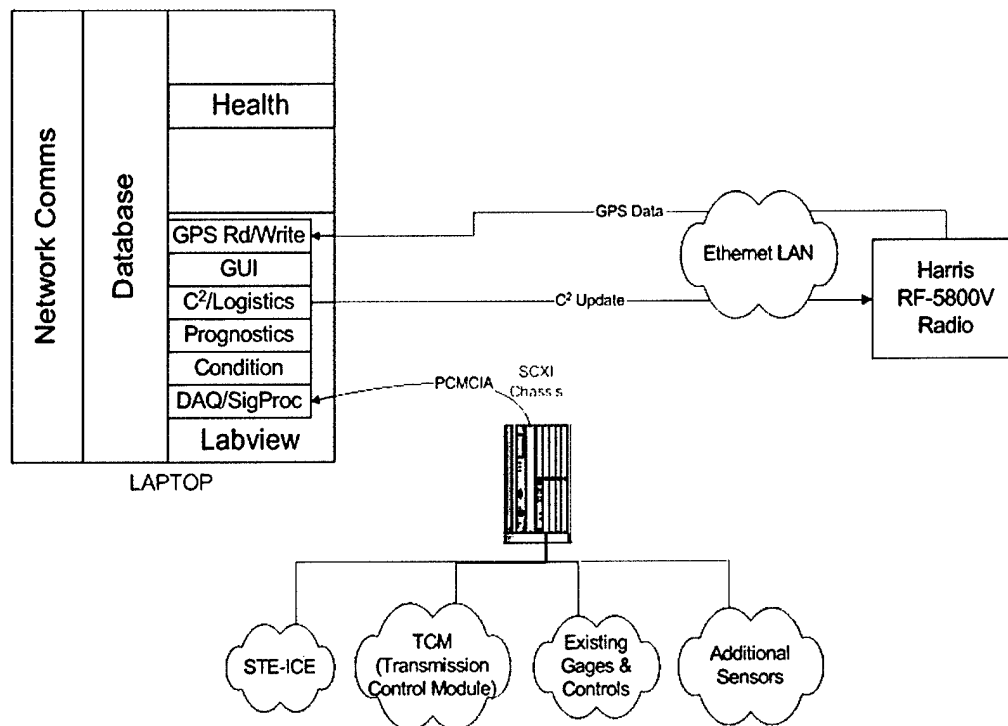 Network Comms
Database
Health
GPS Rd/Write
GUI
C²/Logistics
Prognostics
Condition
DAQ/SigProc
Labview
LAPTOP
GPS Data
Ethernet LAN
C² Update
Harris
RF-5800V
Radio
PCMCIA
SCXI
Chassis
STE-ICE
TCM
(Transmission
Control Module)
Existing
Gages &
Controls
Additional
Sensors